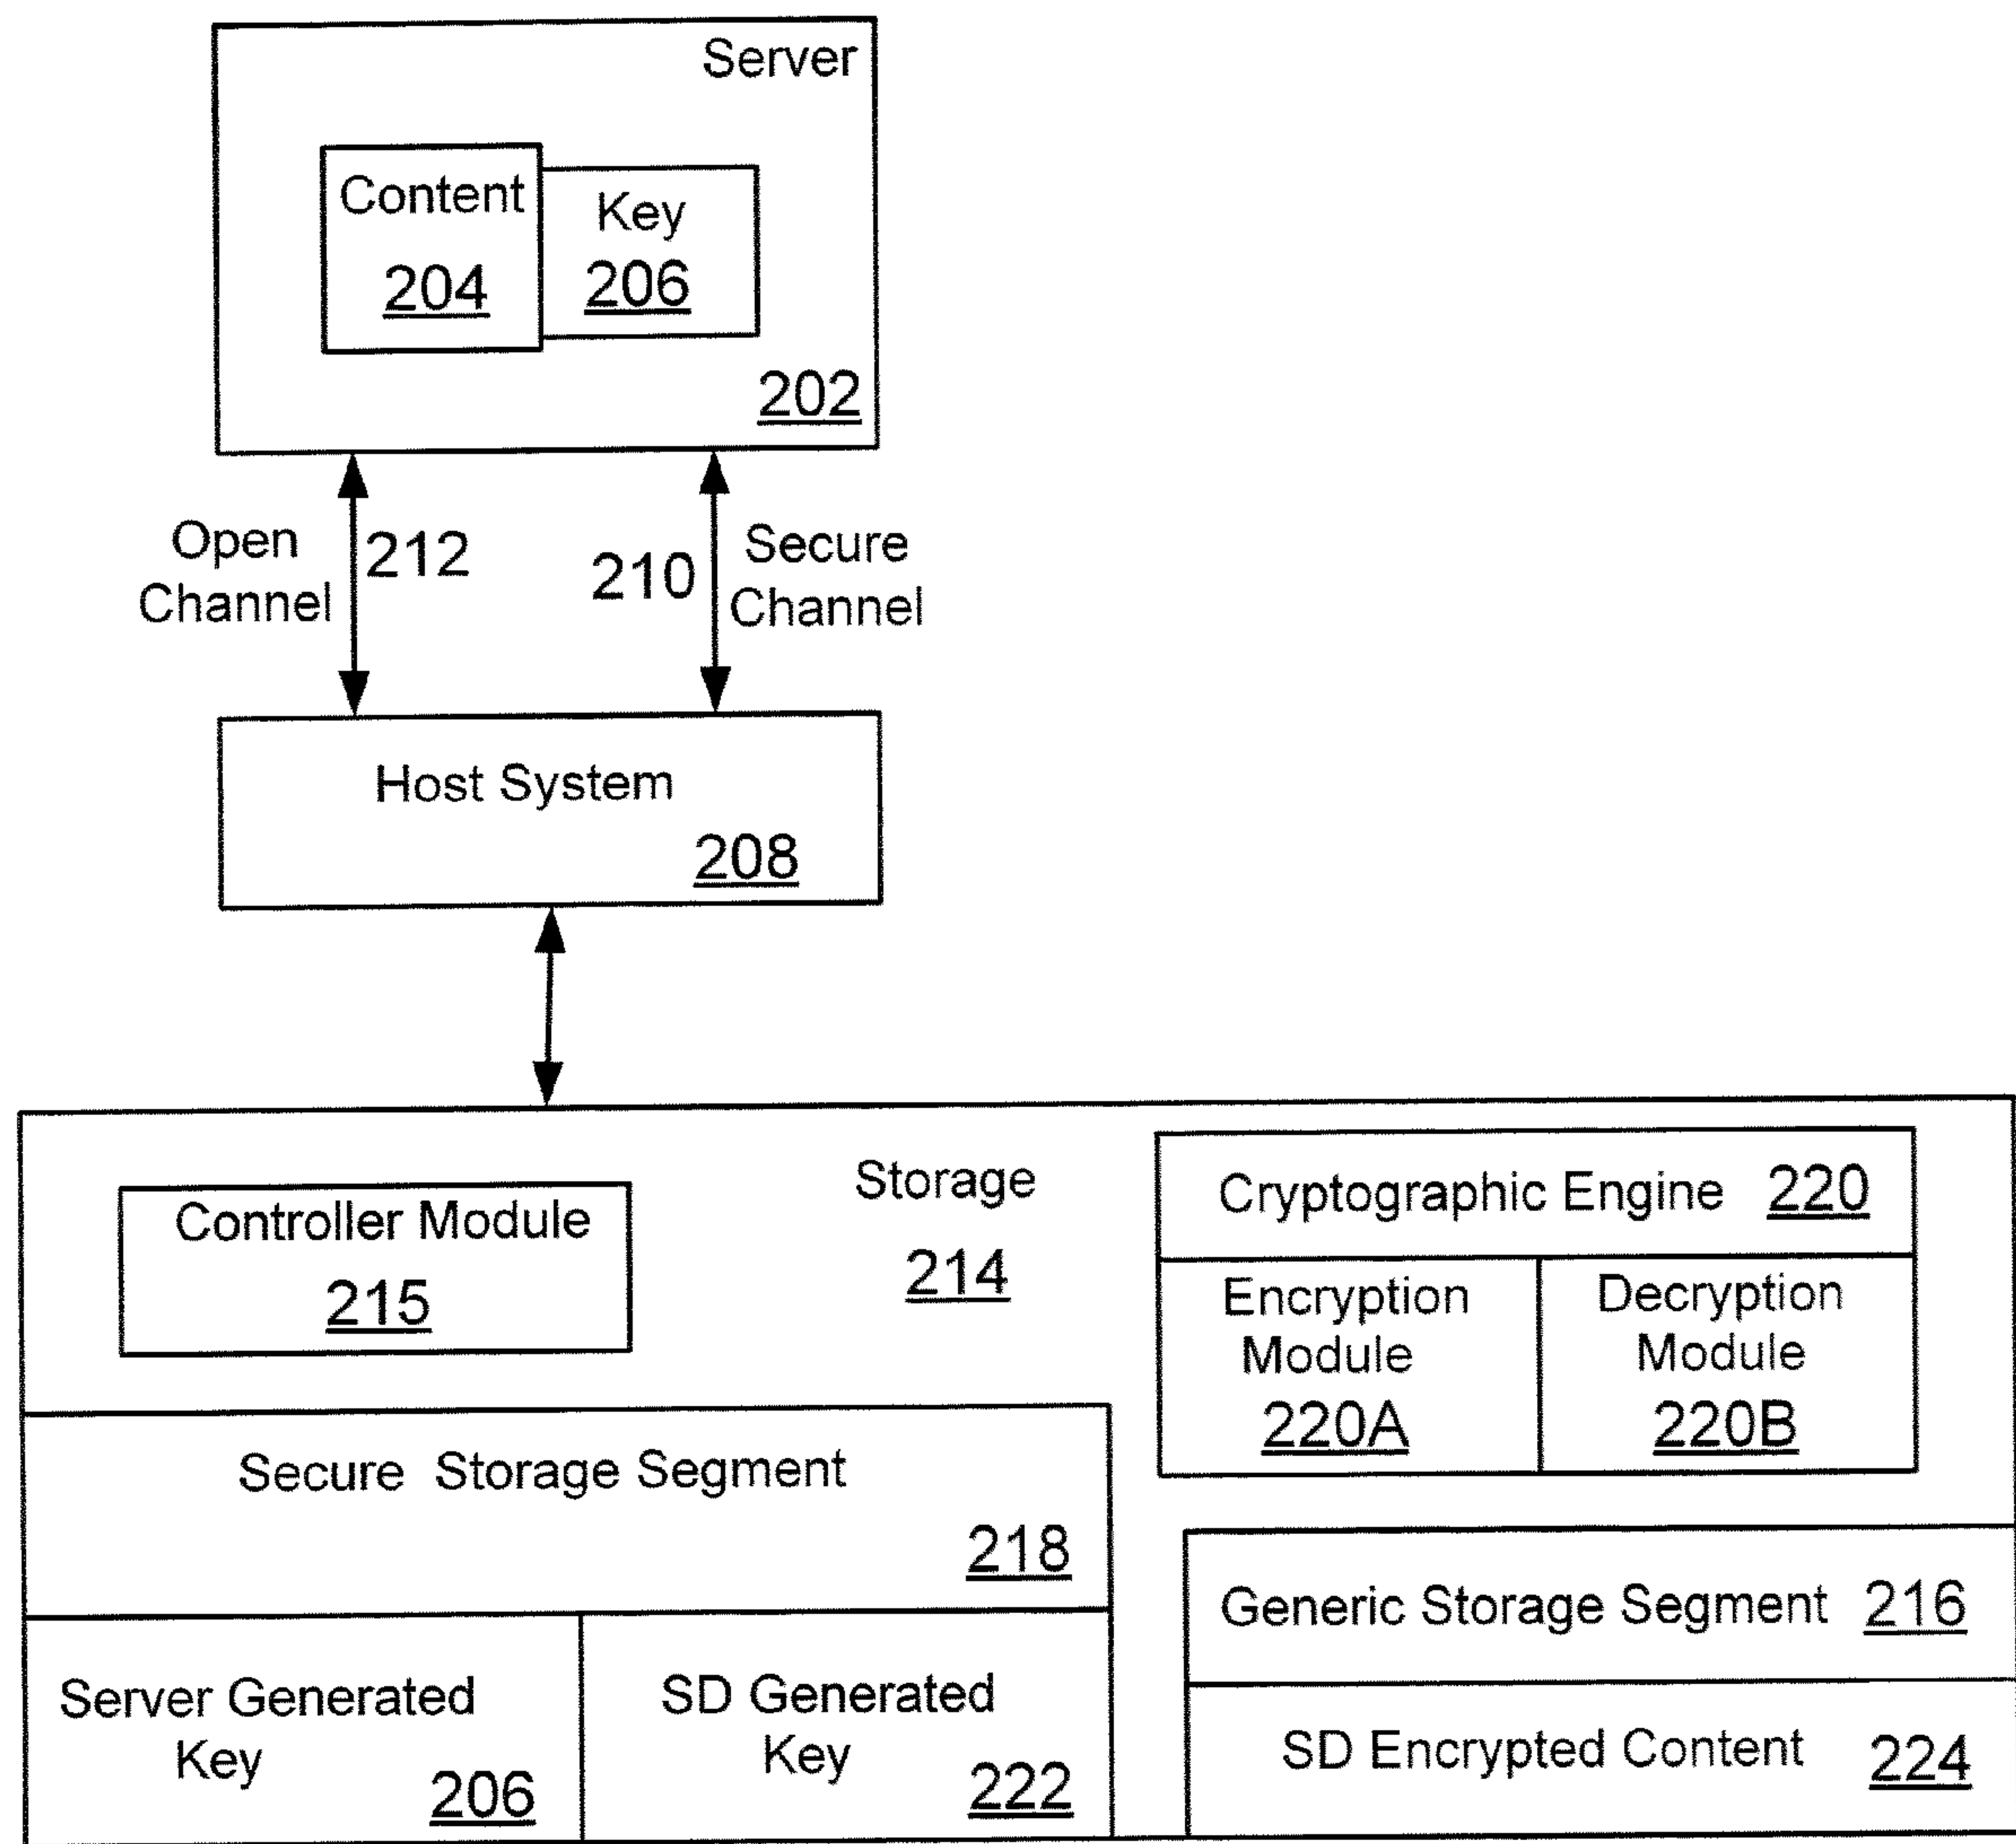 Server
Content
204
Key
206
202
Open
Channel
212
210
Secure
Channel
Host System
208
Storage
214
Controller Module
215
Cryptographic Engine 220
Encryption
Module
220A
Decryption
Module
220B
Secure Storage Segment
218
Server Generated
Key
206
SD Generated
Key
222
Generic Storage Segment 216
SD Encrypted Content 224